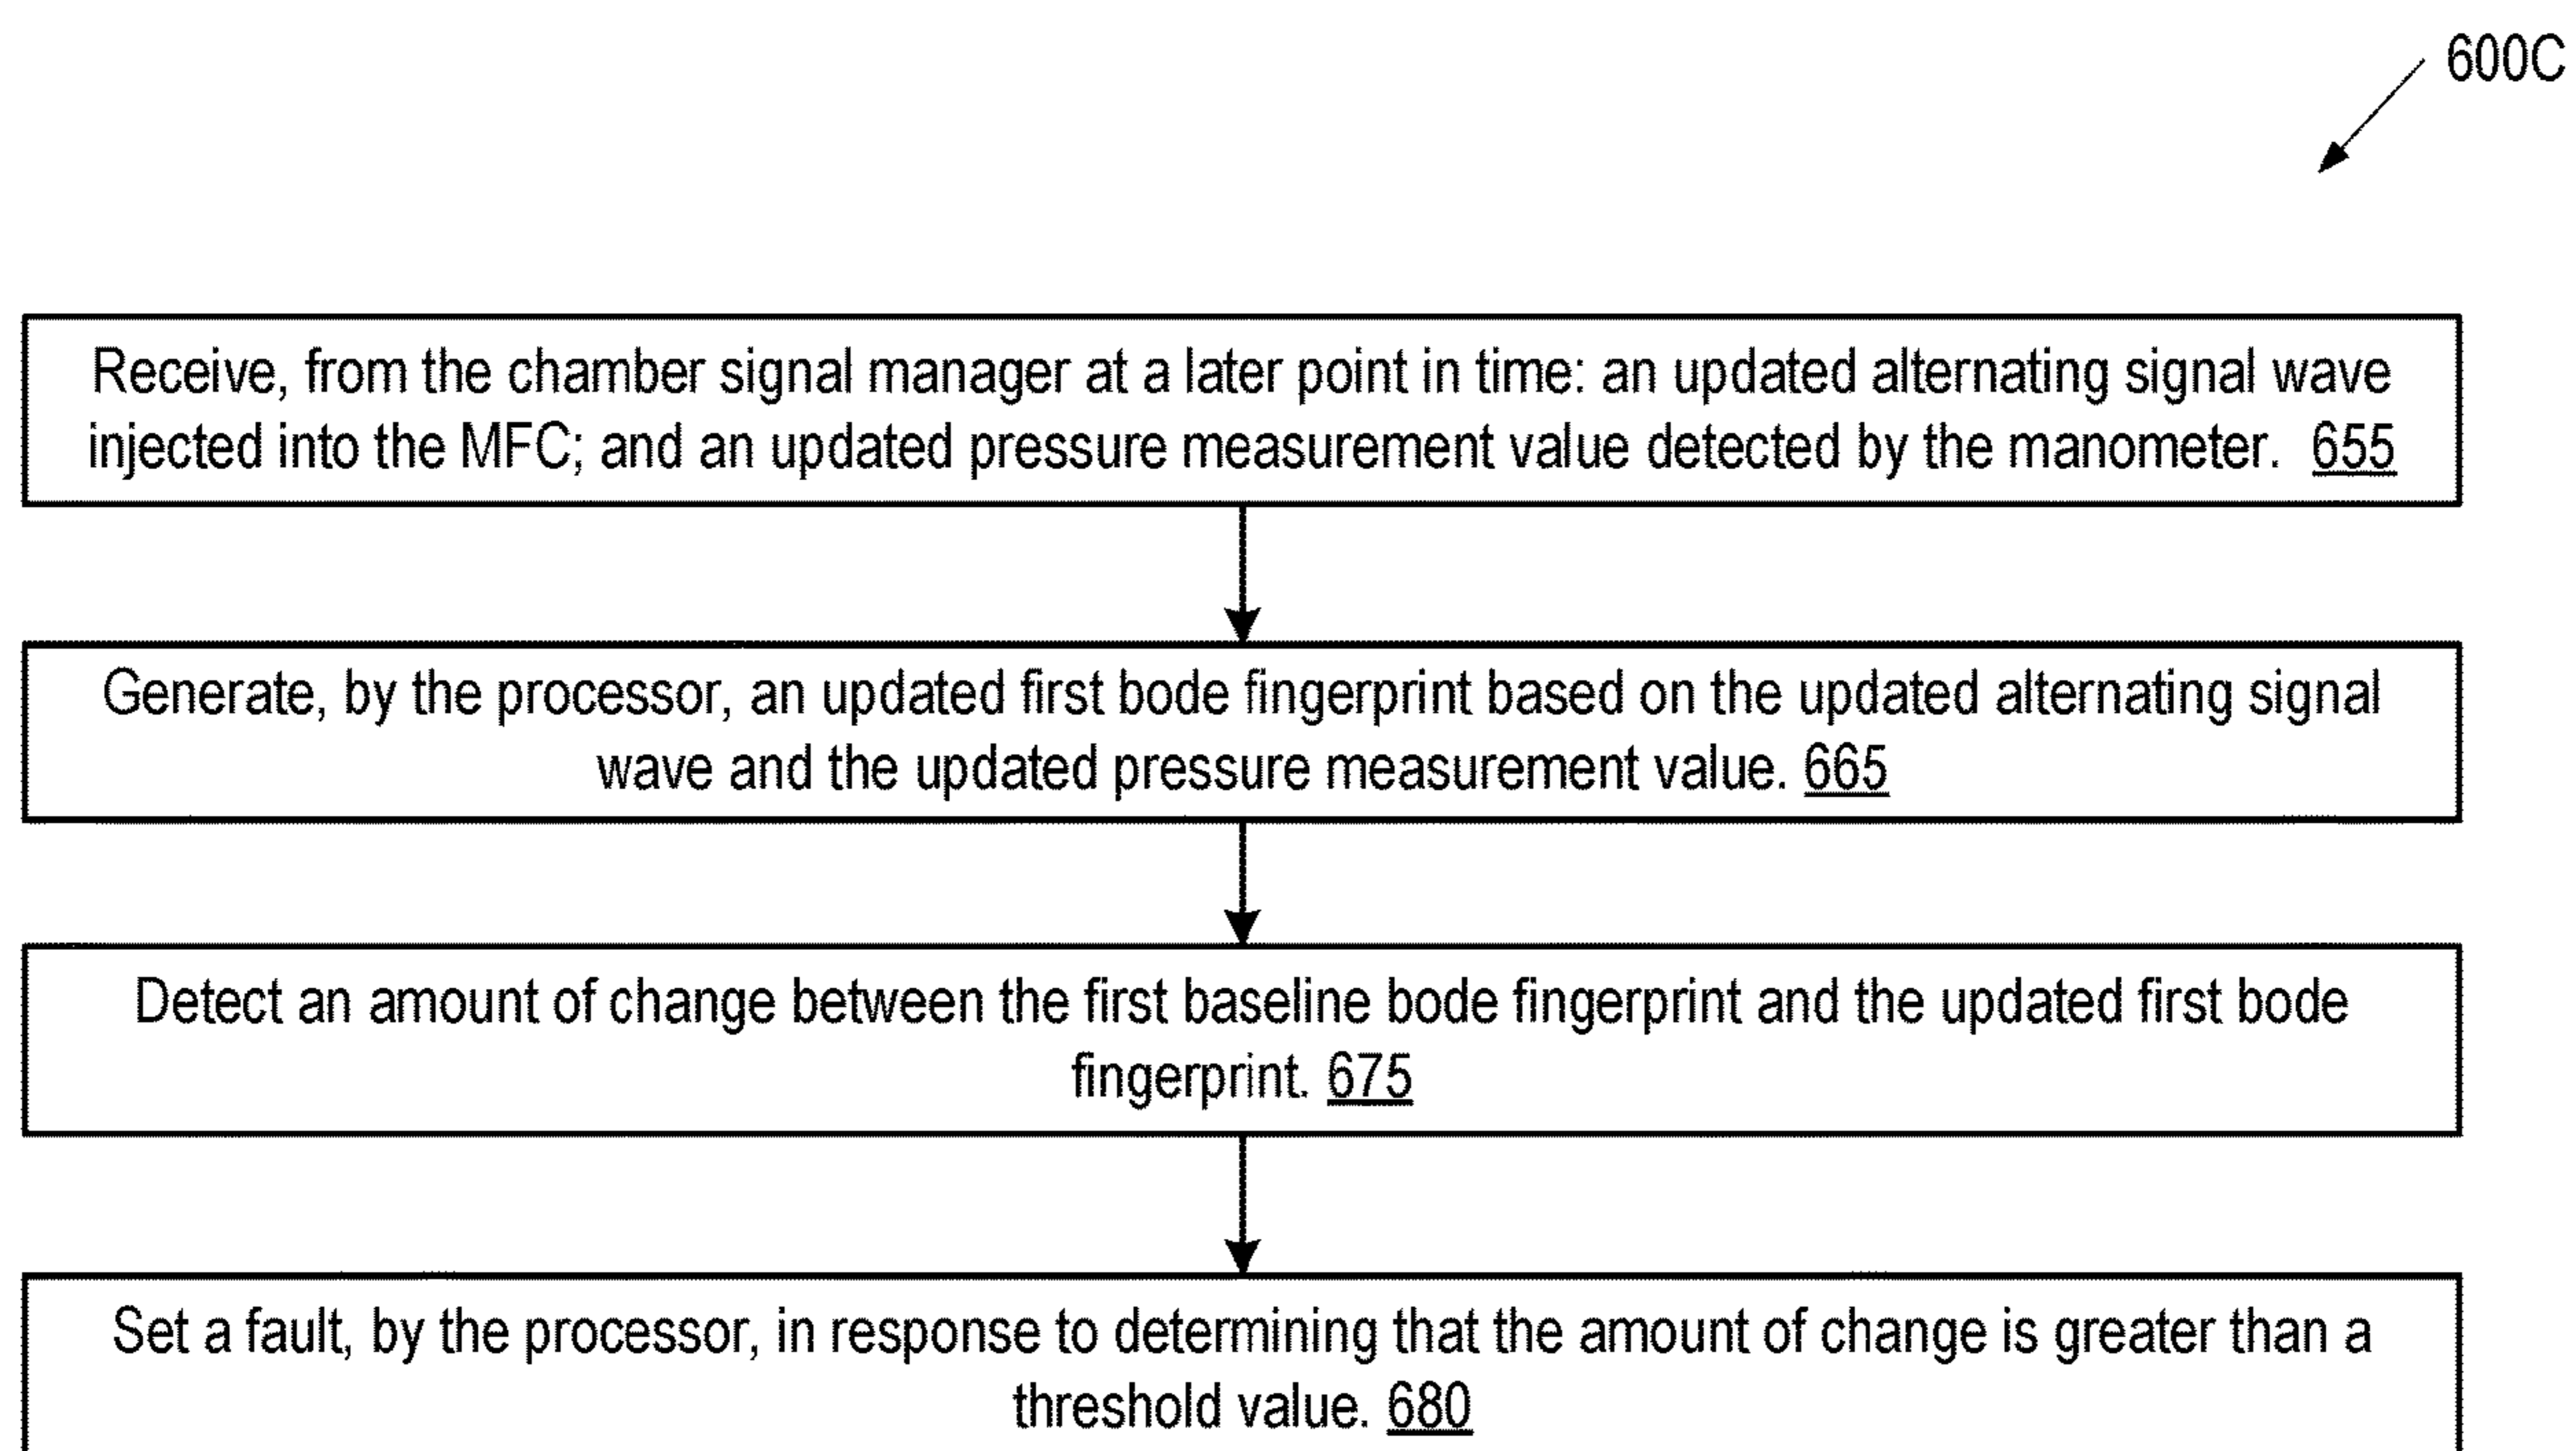 600C
Receive, from the chamber signal manager at a later point in time: an updated alternating signal wave
injected into the MFC; and an updated pressure measurement value detected by the manometer. 655
Generate, by the processor, an updated first bode fingerprint based on the updated alternating signal
wave and the updated pressure measurement value. 665
Detect an amount of change between the first baseline bode fingerprint and the updated first bode
fingerprint. 675
Set a fault, by the processor, in response to determining that the amount of change is greater than a
threshold value. 680